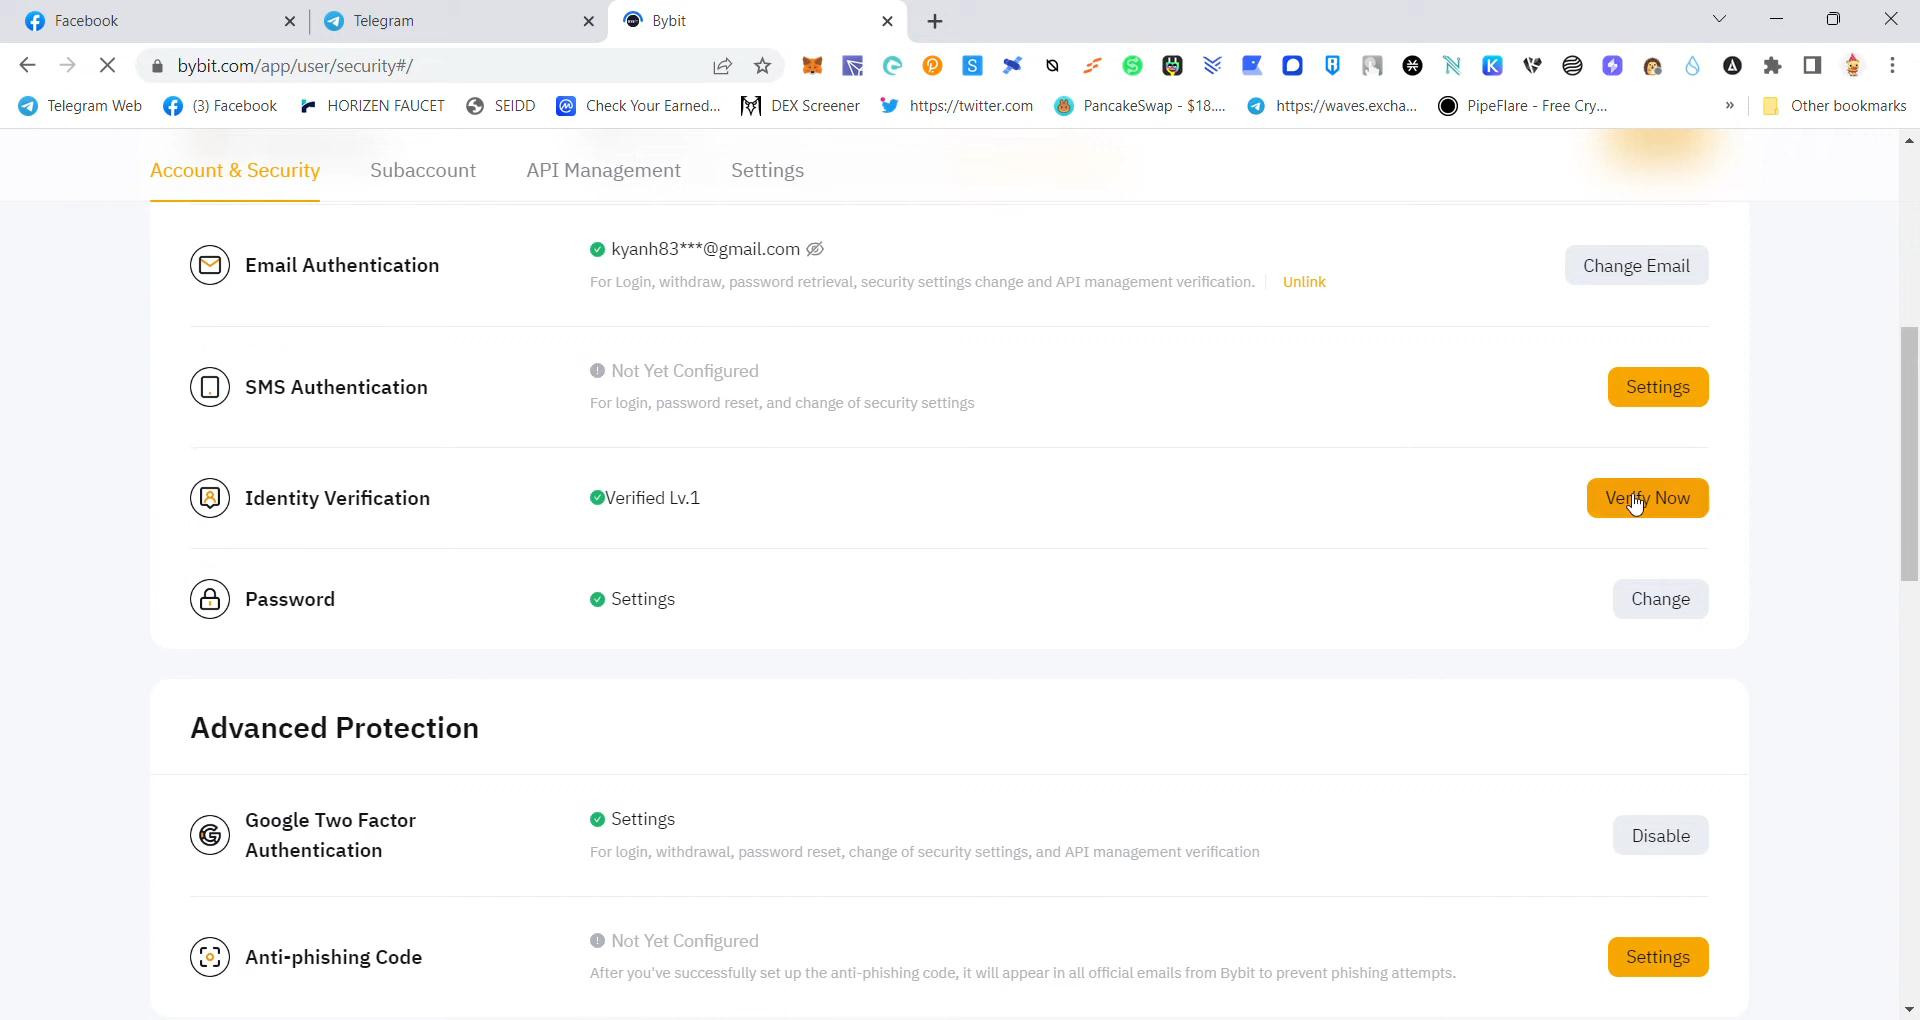 Facebook
Telegram
Bybit
bybit.com/app/user/security#/
Telegram Web
(3) Facebook
HORIZEN FAUCET
SEIDD
Check Your Earned...
DEX Screener
https://twitter.com
PancakeSwap - $18....
https://waves.excha...
PipeFlare - Free Cry...
»
Other bookmarks
Account & Security
Subaccount
API Management
Settings
Email Authentication
kyanh83***@gmail.com
For Login, withdraw, password retrieval, security settings change and API management verification.
Unlink
Change Email
SMS Authentication
Not Yet Configured
For login, password reset, and change of security settings
Settings
Identity Verification
Verified Lv.1
Verify Now
Password
Settings
Change
Advanced Protection
Google Two Factor
Authentication
Settings
For login, withdrawal, password reset, change of security settings, and API management verification
Disable
Anti-phishing Code
Not Yet Configured
After you've successfully set up the anti-phishing code, it will appear in all official emails from Bybit to prevent phishing attempts.
Settings